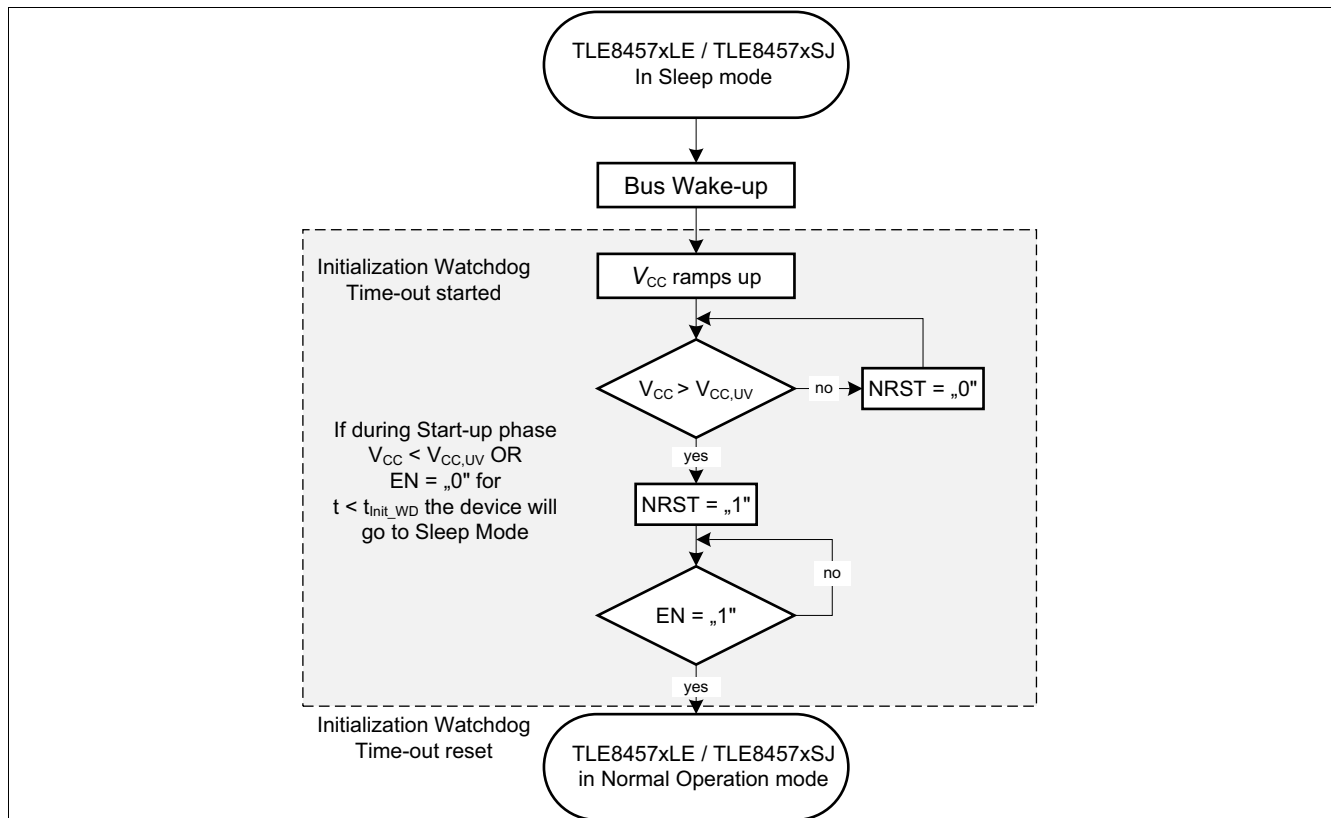 TLE8457xLE / TLE8457xSJ
In Sleep mode
Bus Wake-up
Initialization Watchdog
Time-out started
VCC ramps up
VCC > VCC,UV
no
NRST = „0"
If during Start-up phase
VCC < VCC,UV OR
EN = „0" for
t < tInit_WD the device will
go to Sleep Mode
yes
NRST = „1"
no
EN = „1"
yes
Initialization Watchdog
Time-out reset
TLE8457xLE / TLE8457xSJ
in Normal Operation mode